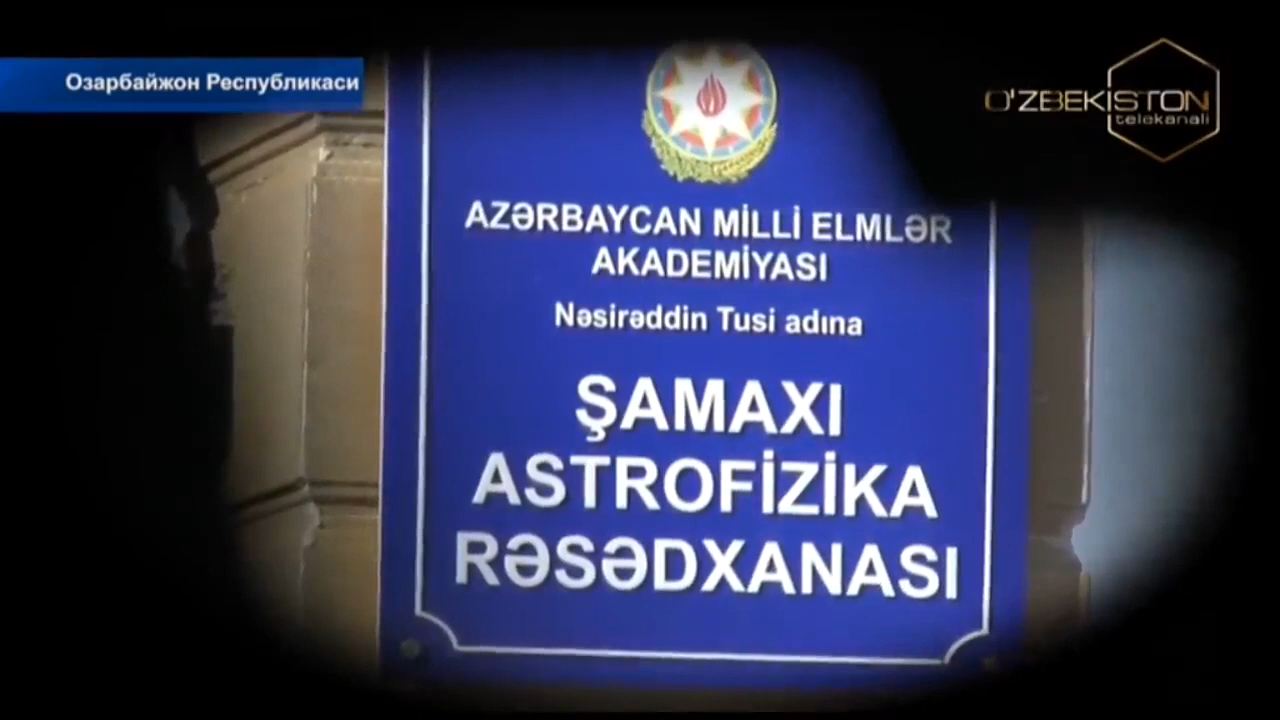 Озарбайжон Республикаси
O'ZBEKISTON
telekanali
AZƏRBAYCAN MİLLİ ELMLƏR
AKADEMİYASI
Nəsirəddin Tusi adına
ŞAMAXI
ASTROFİZİKA
RƏSƏDXANASI